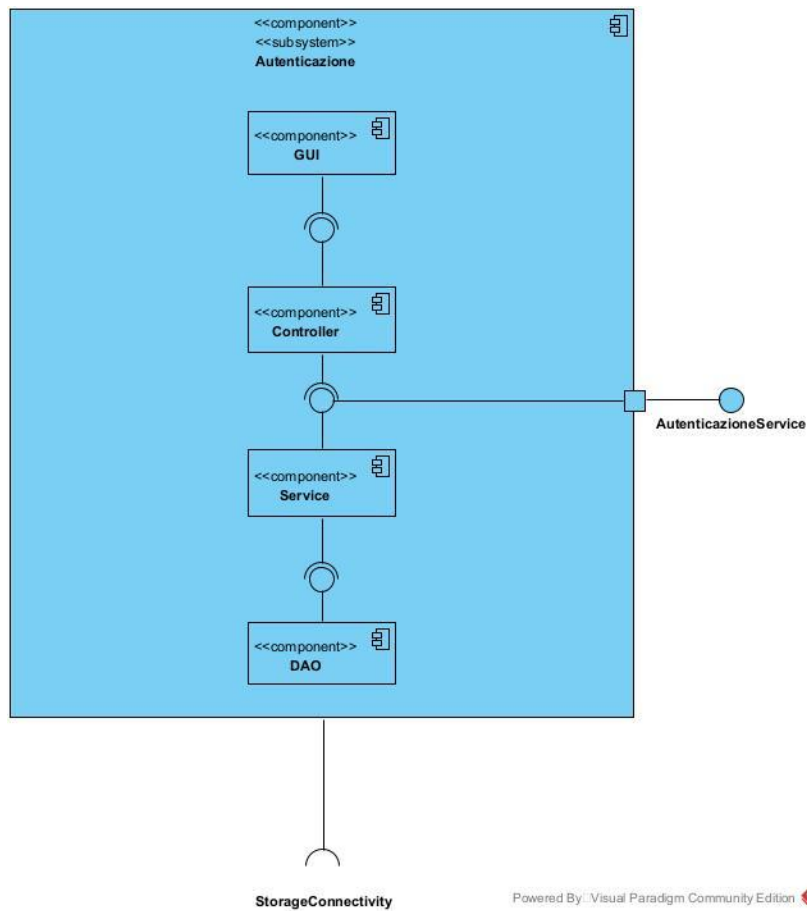 <<component>>
<<subsystem>>
Autenticazione
<<component>>
GUI
<<component>>
Controller
AutenticazioneService
<<component>>
Service
<<component>>
DAO
StorageConnectivity
Powered By Visual Paradigm Community Edition